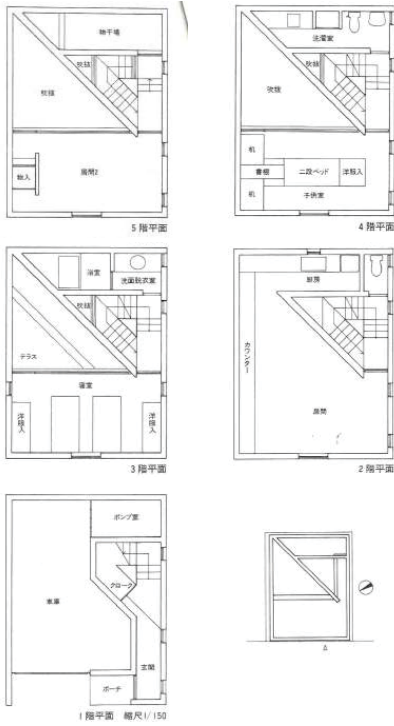 物干場
吹抜
吹抜
居間2
物入
5階平面
洗濯室
吹抜
吹抜
机
書棚
二段ベッド
洋服入
机
子供室
4階平面
浴室
洗面脱衣室
吹抜
テラス
寝室
洋服入
洋服入
3階平面
厨房
カウンター
居間
2階平面
ポンプ室
クローク
車庫
玄関
ポーチ
1階平面 縮尺1/150